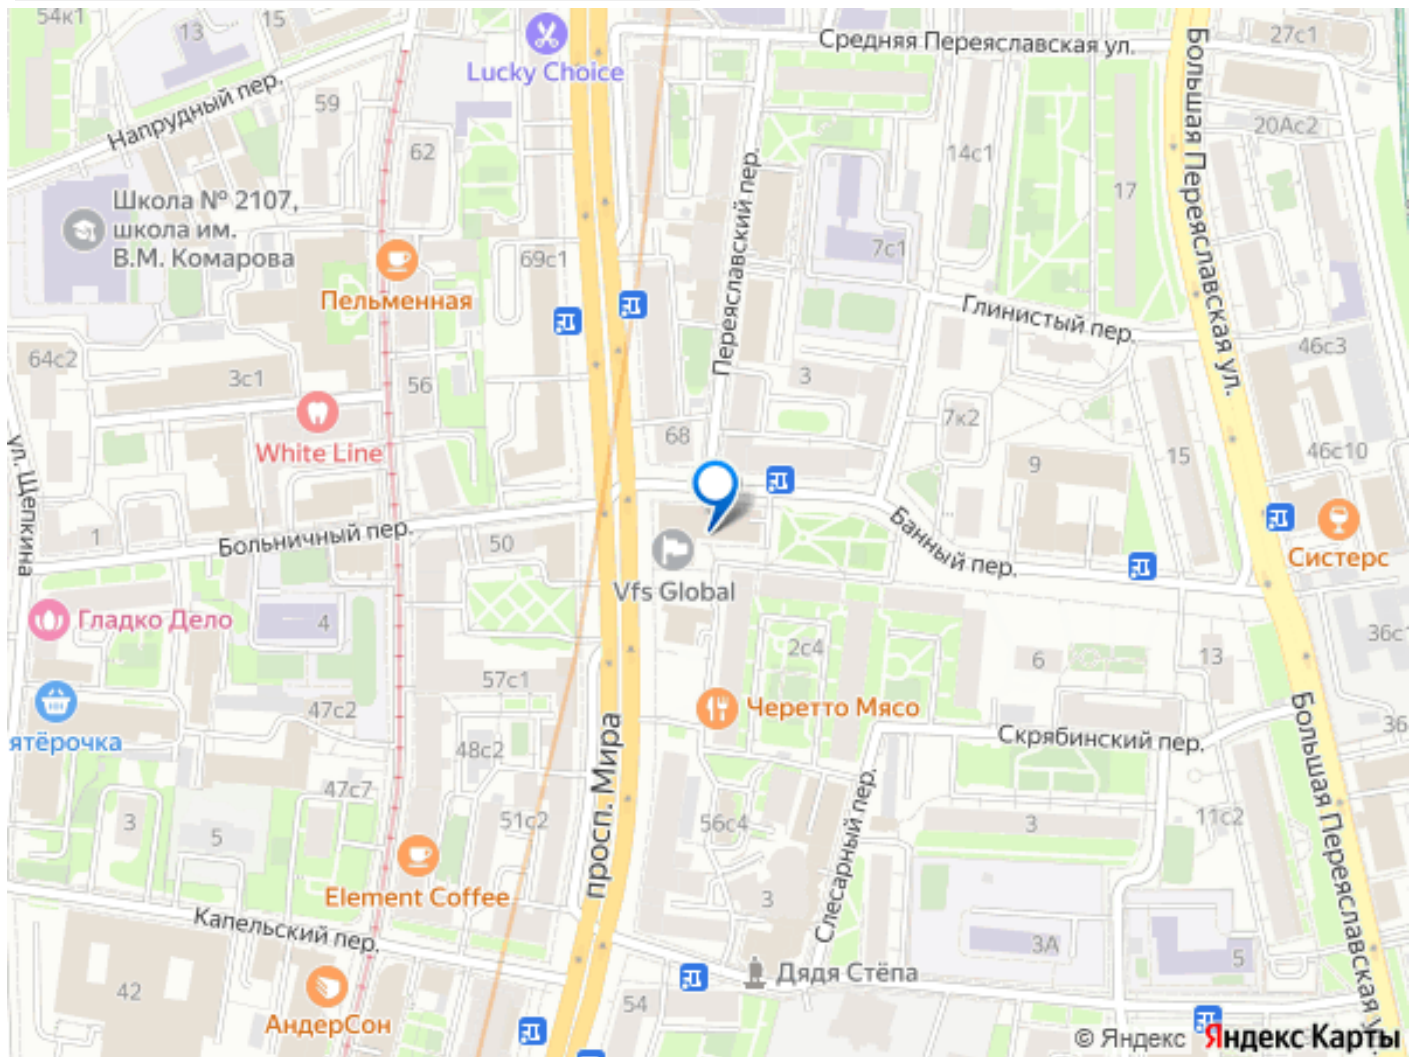 54к1
15
13
Lucky Choice
Средняя Переяславская ул.
27с1
Большая Переяславская ул.
Напрудный пер.
59
62
20Ас2
14с1
17
Переяславский пер.
Школа № 2107,
школа им.
В.М. Комарова
7с1
69с1
Пельменная
Глинистый пер.
64с2
3с1
56
3
46с3
White Line
68
7к2
9
15
46с10
ул. Щепкина
1
Больничный пер.
50
Банный пер.
Систерс
Vfs Global
Гладко Дело
4
2с4
6
13
57с1
47с2
Черетто Мясо
Скрябинский пер.
36
ятёрочка
48с2
просп. Мира
Большая Переяславская у
47с7
3
5
51с2
56с4
Слесарный пер.
3
11с2
Element Coffee
3
Капельский пер.
3А
5
Дядя Стёпа
42
54
АндерСон
© Яндекс Яндекс Карты